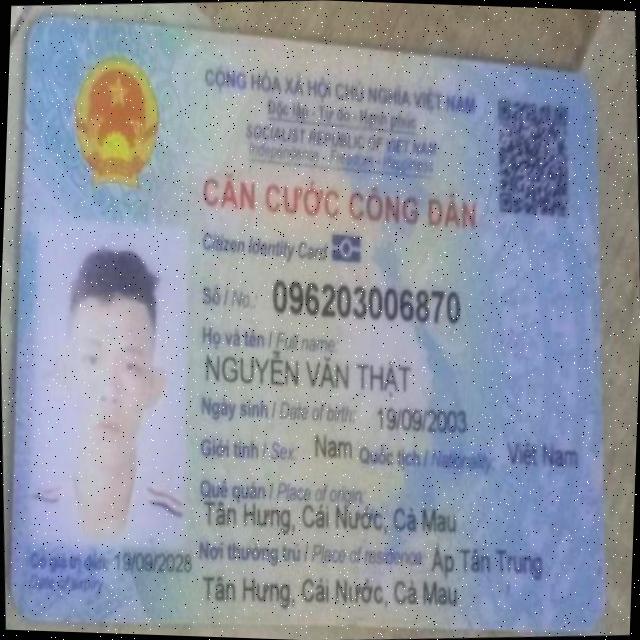 CỘNG HÒA XÃ HỘI CHỦ NGHĨA VIỆT NAM
Độc lập - Tự do - Hạnh phúc
SOCIALIST REPUBLIC OF VIET NAM
Independence - Freedom - Happiness
CĂN CƯỚC CÔNG DÂN
Citizen Identity Card
Số / No.: 096203006870
Họ và tên / Full name:
NGUYỄN VĂN THẬT
Ngày sinh / Date of birth: 19/09/2003
Giới tính / Sex: Nam Quốc tịch / Nationality: Việt Nam
Quê quán / Place of origin:
Tân Hưng, Cái Nước, Cà Mau
Nơi thường trú / Place of residence: Ấp Tân Trung
Tân Hưng, Cái Nước, Cà Mau
Có giá trị đến: 19/09/2028
Date of expiry